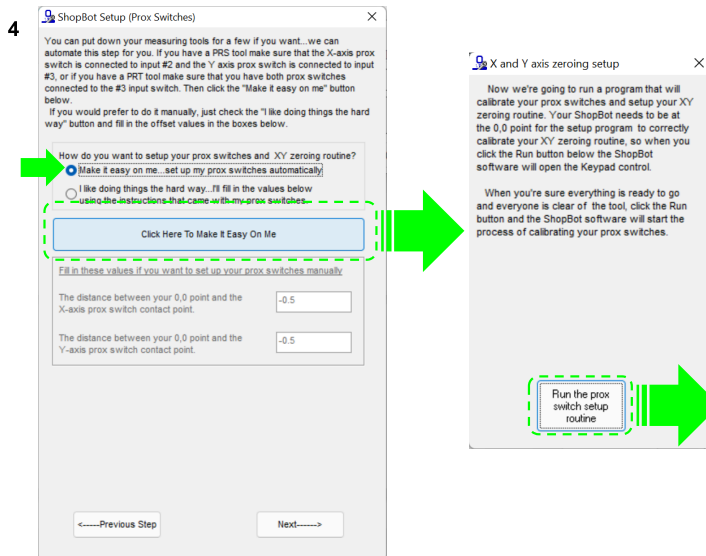 4
ShopBot Setup (Prox Switches)
You can put down your measuring tools for a few if you want...we can
automate this step for you. If you have a PRS tool make sure that the X-axis prox
switch is connected to input #2 and the Y axis prox switch is connected to input
#3, or if you have a PRT tool make sure that you have both prox switches
connected to the #3 input switch. Then click the "Make it easy on me" button
below.
If you would prefer to do it manually, just check the "I like doing things the hard
way" button and fill in the offset values in the boxes below.
How do you want to setup your prox switches and XY zeroing routine?
Make it easy on me...set up my prox switches automatically
I like doing things the hard way...I'll fill in the values below
using the instructions that came with my prox switches.
Click Here To Make It Easy On Me
Fill in these values if you want to set up your prox switches manually
The distance between your 0,0 point and the
X-axis prox switch contact point.
-0.5
The distance between your 0,0 point and the
Y-axis prox switch contact point.
-0.5
<-----Previous Step
Next------>
X and Y axis zeroing setup
Now we're going to run a program that will
calibrate your prox switches and setup your XY
zeroing routine. Your ShopBot needs to be at
the 0,0 point for the setup program to correctly
calibrate your XY zeroing routine, so when you
click the Run button below the ShopBot
software will open the Keypad control.
When you're sure everything is ready to go
and everyone is clear of the tool, click the Run
button and the ShopBot software will start the
process of calibrating your prox switches.
Run the prox
switch setup
routine